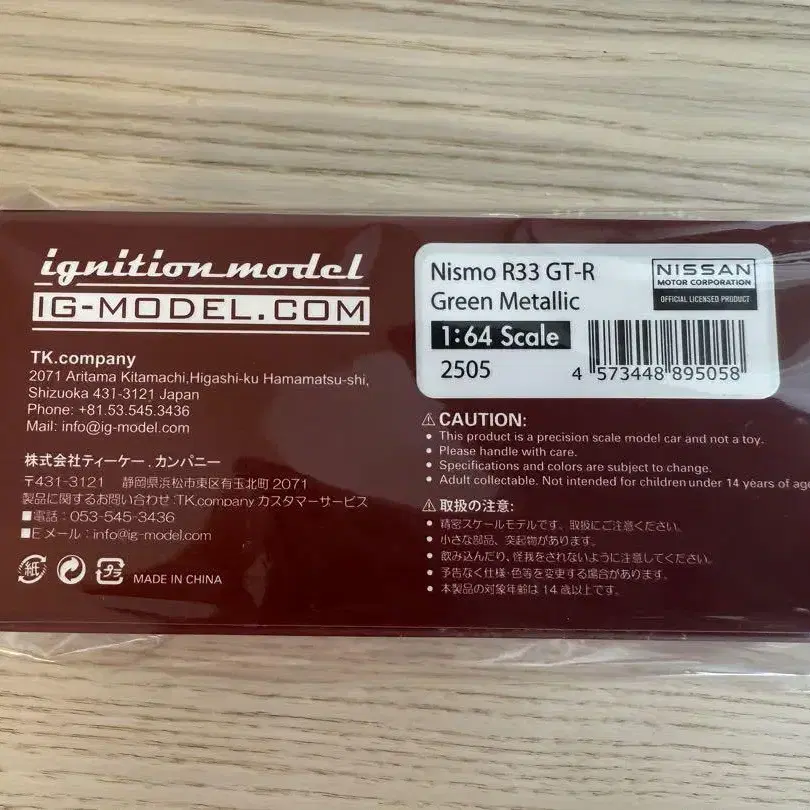 ignition model
IG-MODEL.COM
TK.company
2071 Aritama Kitamachi,Higashi-ku Hamamatsu-shi,
Shizuoka 431-3121 Japan
Phone: +81.53.545.3436
Mail: info@ig-model.com
株式会社ティーケー.カンパニー
〒431-3121 静岡県浜松市東区有玉北町 2071
製品に関するお問い合わせ:TK.company カスタマーサービス
■電話:053-545-3436
■Eメール:info@ig-model.com
紙
プラ
MADE IN CHINA
Nismo R33 GT-R
Green Metallic
1:64 Scale
2505
NISSAN
MOTOR CORPORATION
OFFICIAL LICENSED PRODUCT
4 573448 895058
⚠CAUTION:
• This product is a precision scale model car and not a toy.
• Please handle with care.
• Specifications and colors are subject to change.
• Adult collectable. Not intended for children under 14 years of age
⚠取扱の注意:
• 精密スケールモデルです。取扱にご注意ください。
• 小さな部品、突起物があります。
• 飲み込んだり、怪我をされないように注意してください。
• 予告なく仕様・色等を変更する場合があります。
• 本製品の対象年齢は 14 歳以上です。